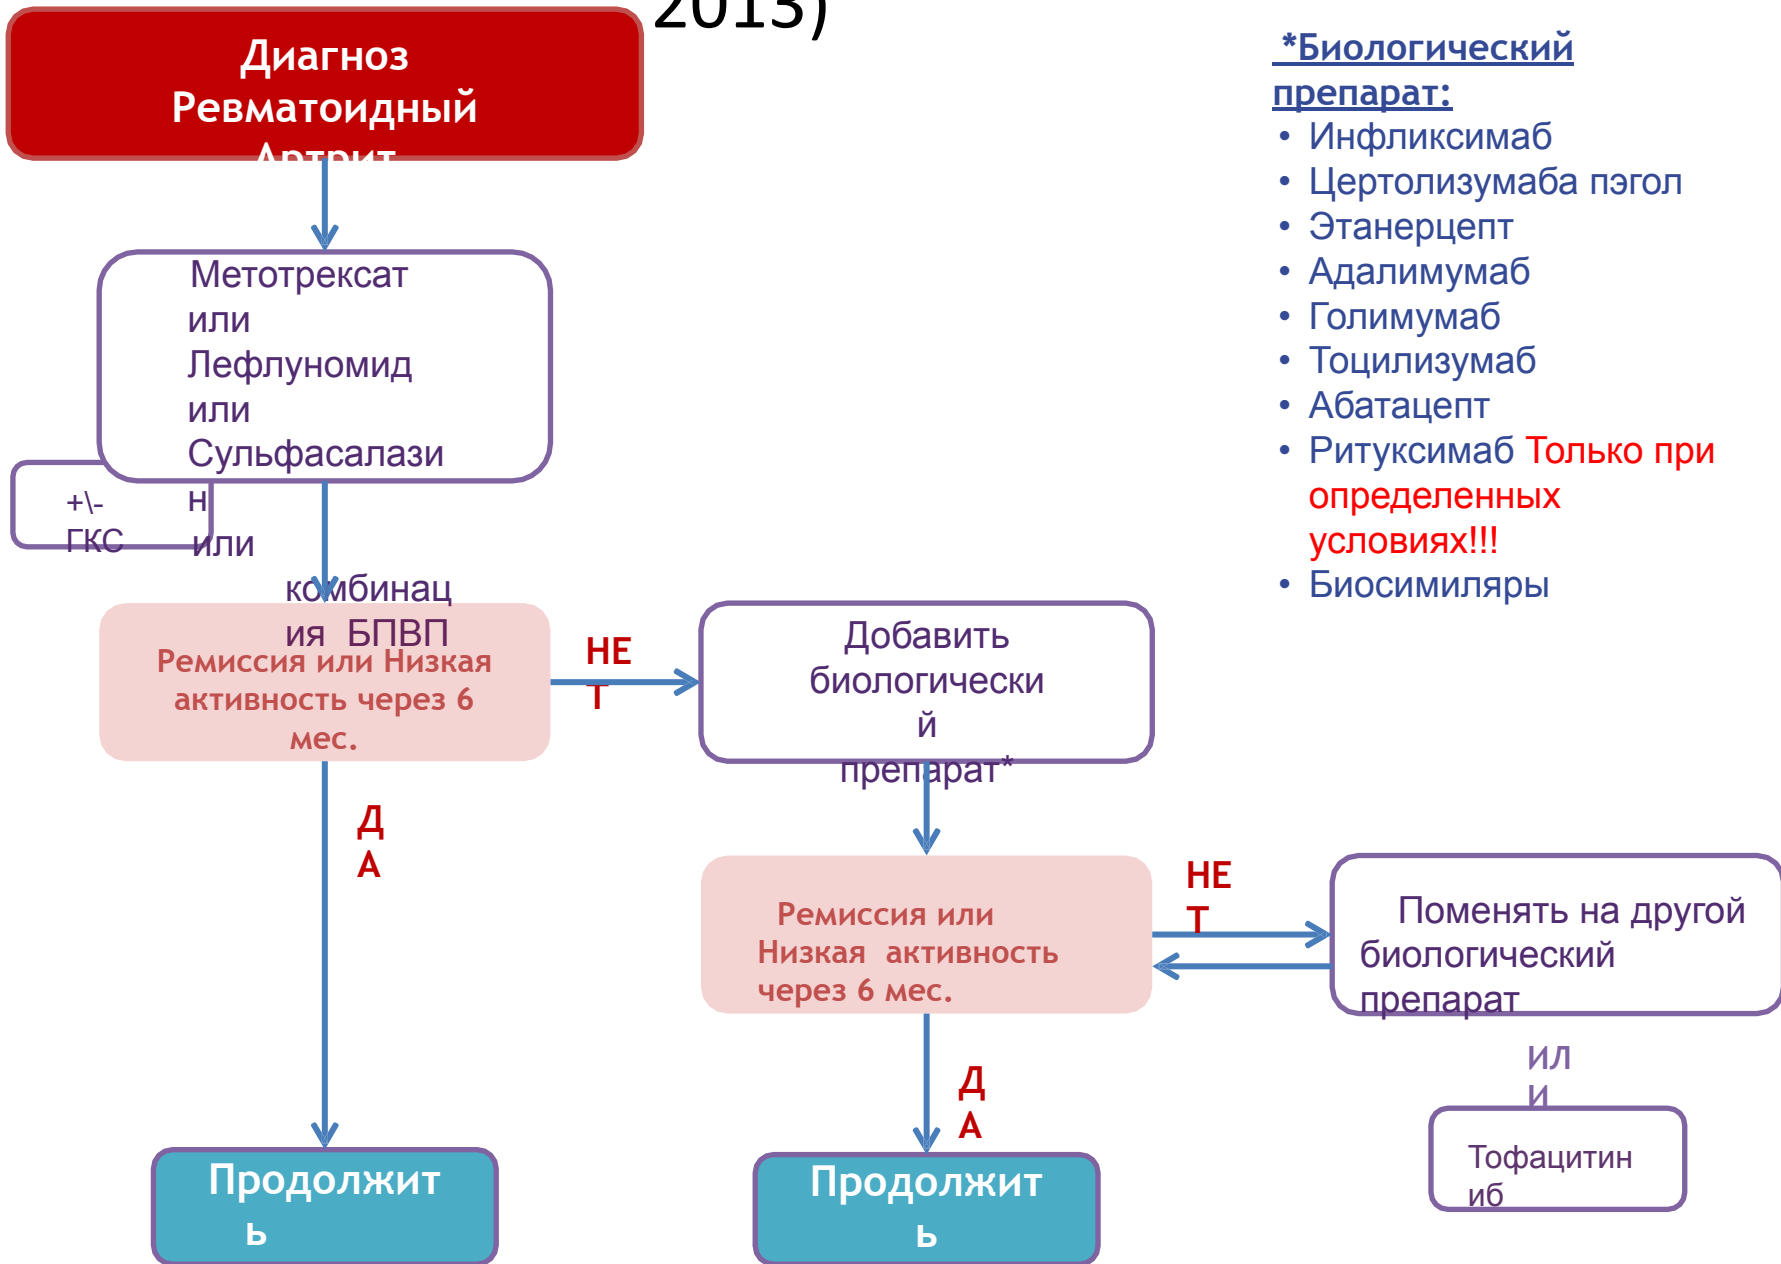 2013)
Диагноз
Ревматоидный
Артрит
Метотрексат
или
Лефлуномид
или
Сульфасалази
н
или
комбинац
ия БПВП
+\-
ГКС
Ремиссия или Низкая
активность через 6
мес.
НЕ
Т
Добавить
биологически
й
препарат*
Д
А
Ремиссия или
Низкая активность
через 6 мес.
НЕ
Т
Поменять на другой
биологический
препарат
ил
и
Тофацитин
иб
Д
А
Продолжит
ь
Продолжит
ь
*Биологический
препарат:
• Инфликсимаб
• Цертолизумаба пэгол
• Этанерцепт
• Адалимумаб
• Голимумаб
• Тоцилизумаб
• Абатацепт
• Ритуксимаб Только при
определенных
условиях!!!
• Биосимиляры